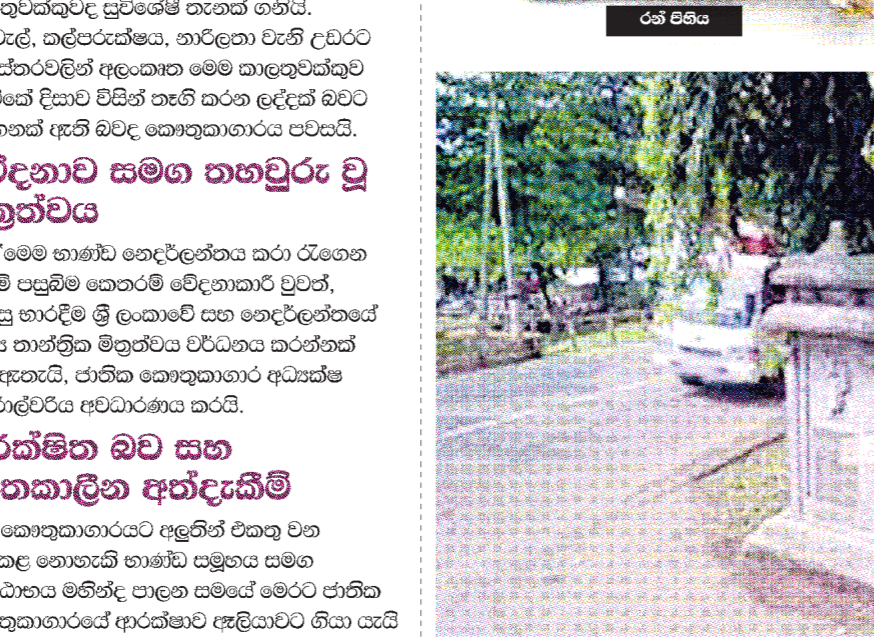 තුවක්කුවද සුවිශේෂී තැනක් ගනියි.
වැල්, කල්පරුක්ෂය, නාරිලතා වැනි උඩරට
ස්තරවලින් අලංකෘත මෙම කාලතුවක්කුව
කේ දිසාව විසින් තෑගි කරන ලද්දක් බවට
නක් ඇති බවද කෞතුකාගාරය පවසයි.
දනාව සමග තහවුරු වූ
ත්‍රත්වය
මෙම භාණ්ඩ නෙදර්ලන්තය කරා රැගෙන
පසුබිම කෙතරම් වේදනාකාරී වුවත්,
සු භාරදීම ශ්‍රී ලංකාවේ සහ නෙදර්ලන්තයේ
තාන්ත්‍රික මිත්‍රත්වය වර්ධනය කරන්නක්
ඇතැයි, ජාතික කෞතුකාගාර අධ්‍යක්ෂ
රාල්වරිය අවධාරණය කරයි.
රක්ෂිත බව සහ
තකාලීන අත්දැකීම්
කෞතුකාගාරයට අලුතින් එකතු වන
කළ නොහැකි භාණ්ඩ සමූහය සමග
ඨාභය මහින්ද පාලන සමයේ මෙරට ජාතික
තුකාගාරයේ ආරක්ෂාව ඇලියාවට ගියා යැයි
රන් පිහිය